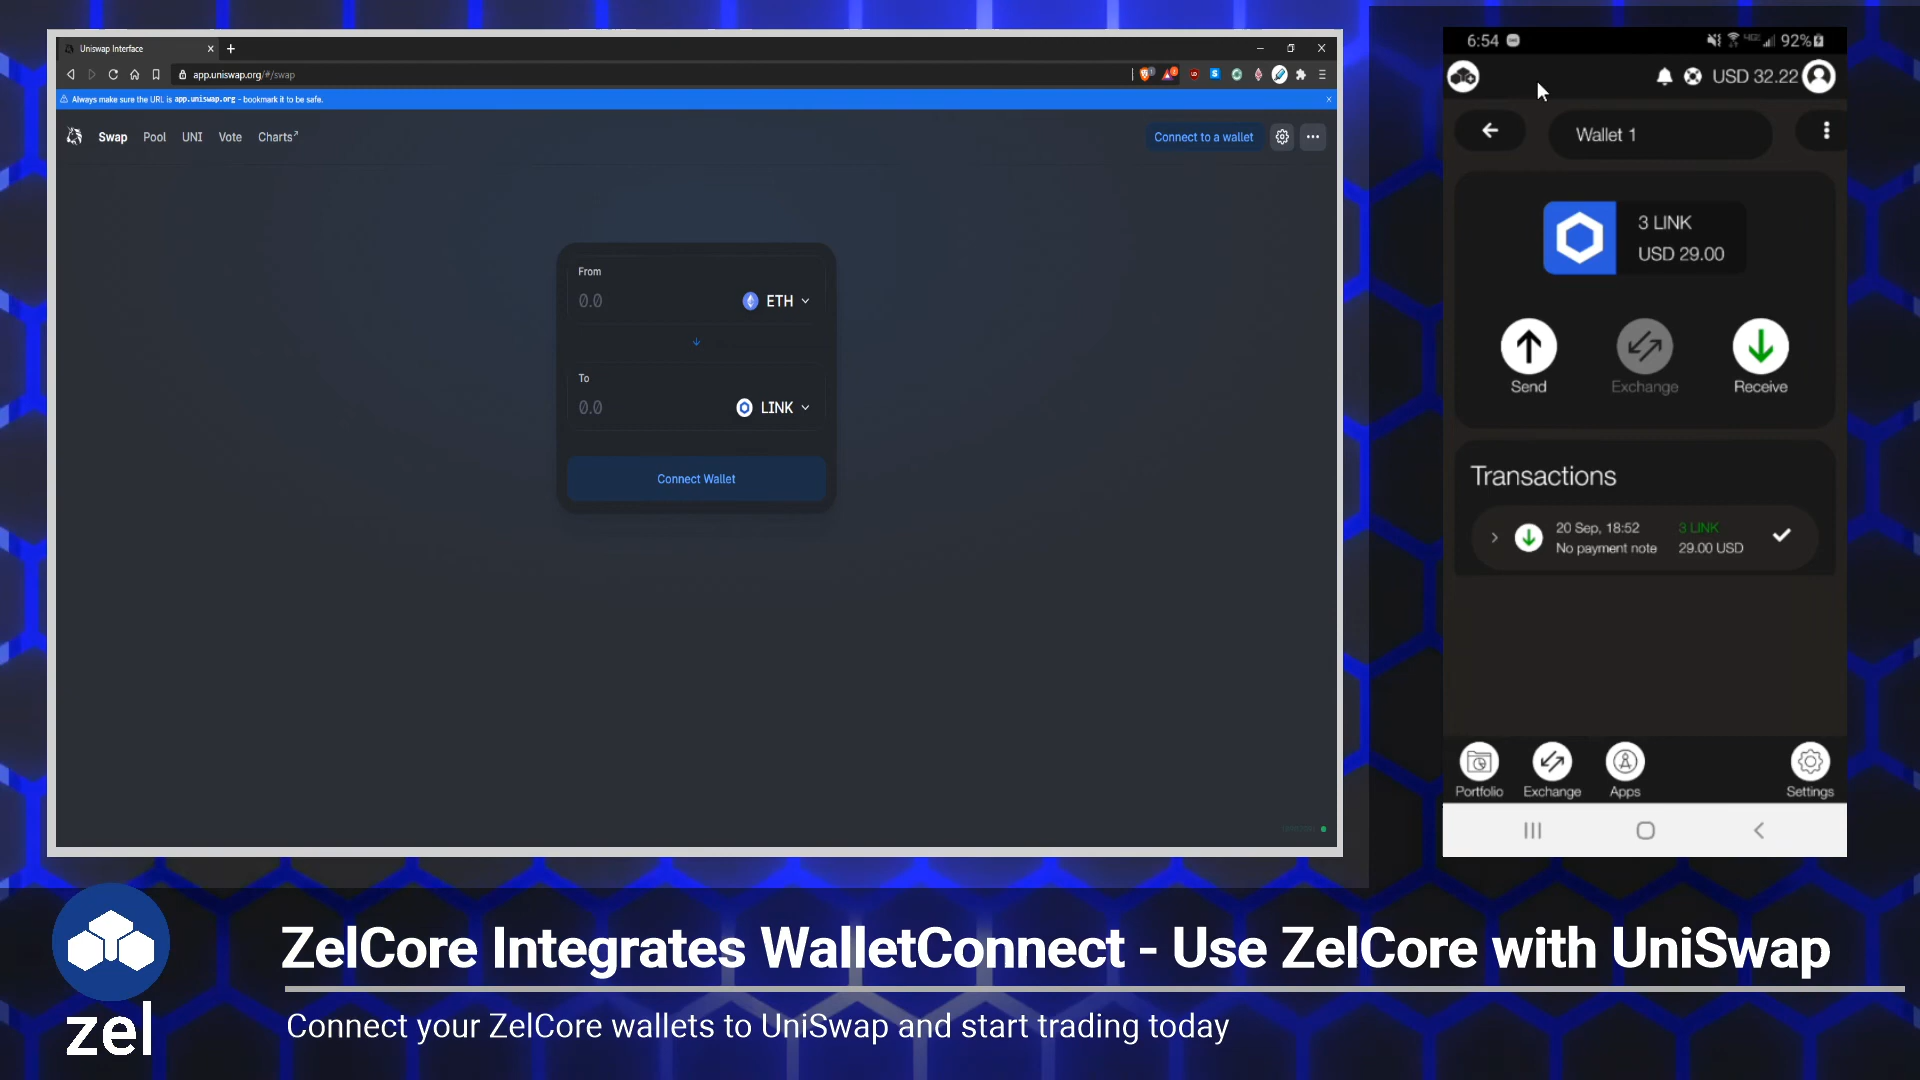 Uniswap Interface
app.uniswap.org/#/swap
Always make sure the URL is app.uniswap.org - bookmark it to be safe.
Swap Pool UNI Vote Charts↗
Connect to a wallet
From
0.0 ETH
To
0.0 LINK
Connect Wallet
6:54 92%
USD 32.22
Wallet 1
3 LINK
USD 29.00
Send Exchange Receive
Transactions
20 Sep, 18:52 3 LINK
No payment note 29.00 USD
Portfolio Exchange Apps Settings
ZelCore Integrates WalletConnect - Use ZelCore with UniSwap
zel
Connect your ZelCore wallets to UniSwap and start trading today